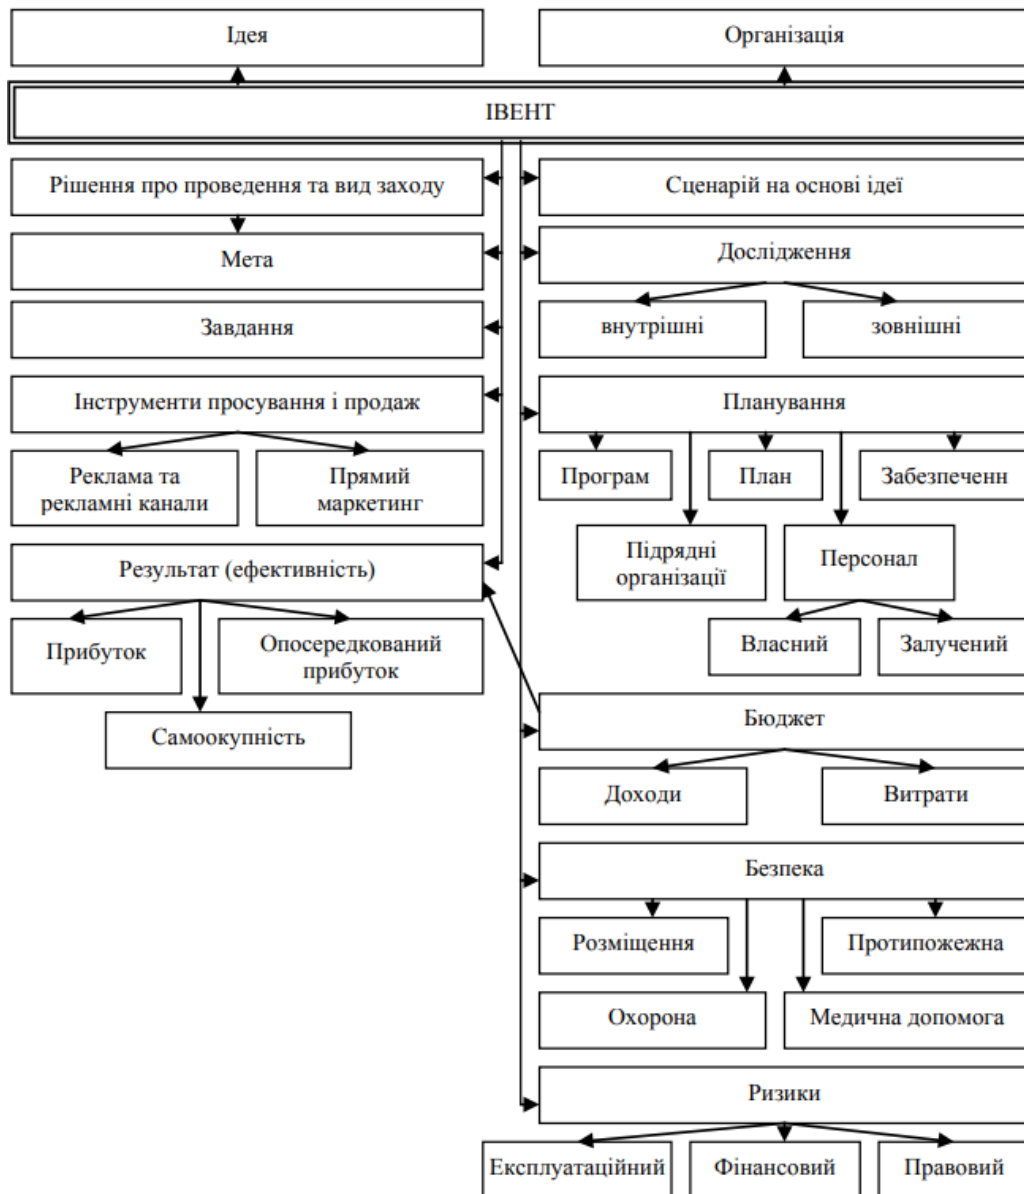 Ідея
Організація
ІВЕНТ
Рішення про проведення та вид заходу
Мета
Завдання
Інструменти просування і продаж
Реклама та
рекламні канали
Прямий
маркетинг
Результат (ефективність)
Прибуток
Опосередкований
прибуток
Самоокупність
Сценарій на основі ідеї
Дослідження
внутрішні
зовнішні
Планування
Програм
План
Забезпеченн
Підрядні
організації
Персонал
Власний
Залучений
Бюджет
Доходи
Витрати
Безпека
Розміщення
Протипожежна
Охорона
Медична допомога
Ризики
Експлуатаційний
Фінансовий
Правовий